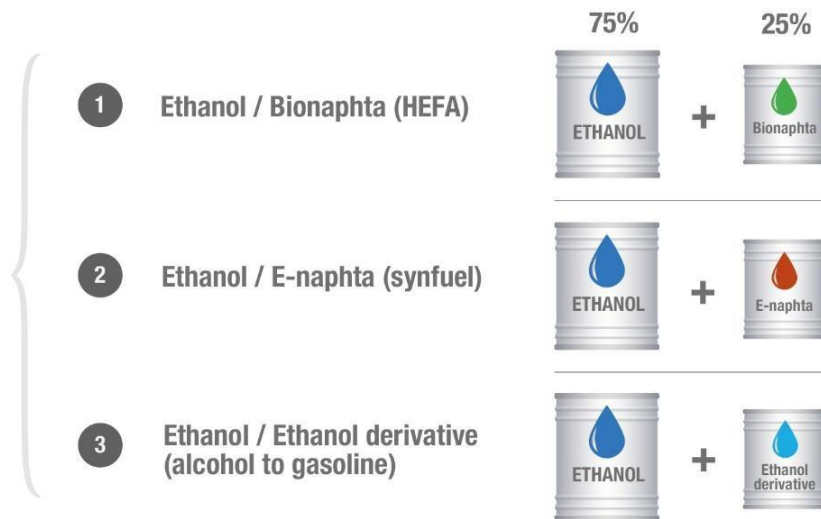 75% 25%
1 Ethanol / Bionaphta (HEFA)
ETHANOL + Bionaphta
2 Ethanol / E-naphta (synfuel)
ETHANOL + E-naphta
3 Ethanol / Ethanol derivative
(alcohol to gasoline)
ETHANOL + Ethanol
derivative